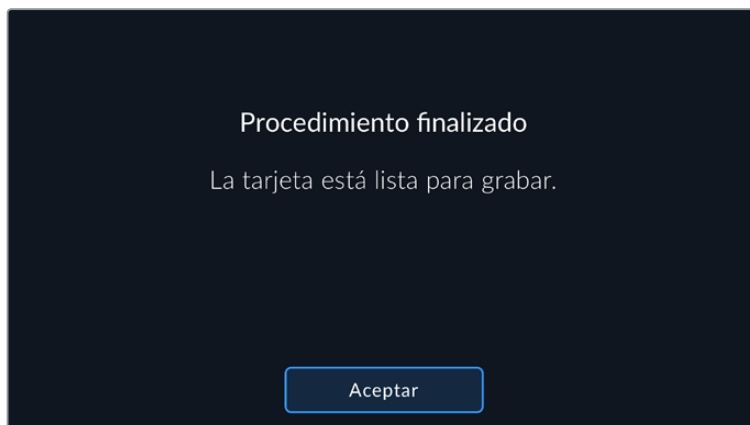 Procedimiento finalizado
La tarjeta está lista para grabar.
Aceptar